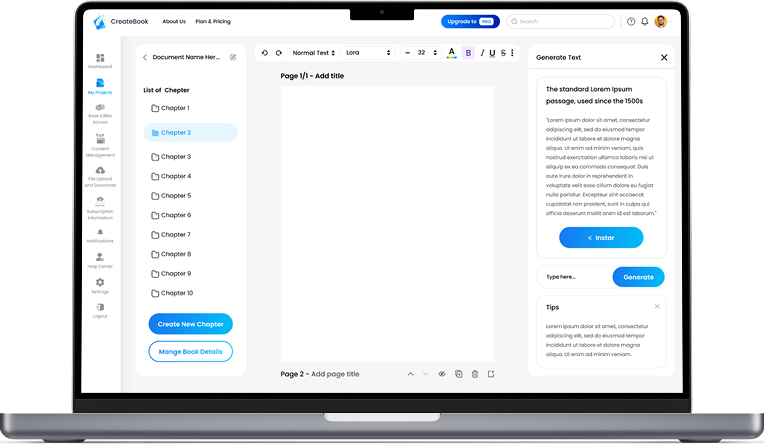 CreateBook
About Us
Plan & Pricing
Upgrade to PRO
Search
Dashboard
My Projects
Book Editor
Access
Content
Management
File Upload
and Download
Subscription
Information
Notifications
Help Center
Settings
Logout
Document Name Her...
List of Chepter
Chapter 1
Chapter 2
Chapter 3
Chapter 4
Chapter 5
Chapter 6
Chapter 7
Chapter 8
Chapter 9
Chapter 10
Create New Chapter
Mange Book Details
Normal Text
Lora
- 32
A
B
I
U
S
Page 1/1 - Add title
Page 2 - Add page title
Generate Text
The standard Lorem Ipsum
passage, used since the 1500s
"Lorem ipsum dolor sit amet, consectetur
adipiscing elit, sed do eiusmod tempor
incididunt ut labore et dolore magna
aliqua. Ut enim ad minim veniam, quis
nostrud exercitation ullamco laboris nisi ut
aliquip ex ea commodo consequat. Duis
aute irure dolor in reprehenderit in
voluptate velit esse cillum dolore eu fugiat
nulla pariatur. Excepteur sint occaecat
cupidatat non proident, sunt in culpa qui
officia deserunt mollit anim id est laborum."
Instar
Type here...
Generate
Tips
Lorem ipsum dolor sit amet, consectetur
adipiscing elit, sed do eiusmod tempor
incididunt ut labore et dolore magna
aliqua. Ut enim ad minim veniam,